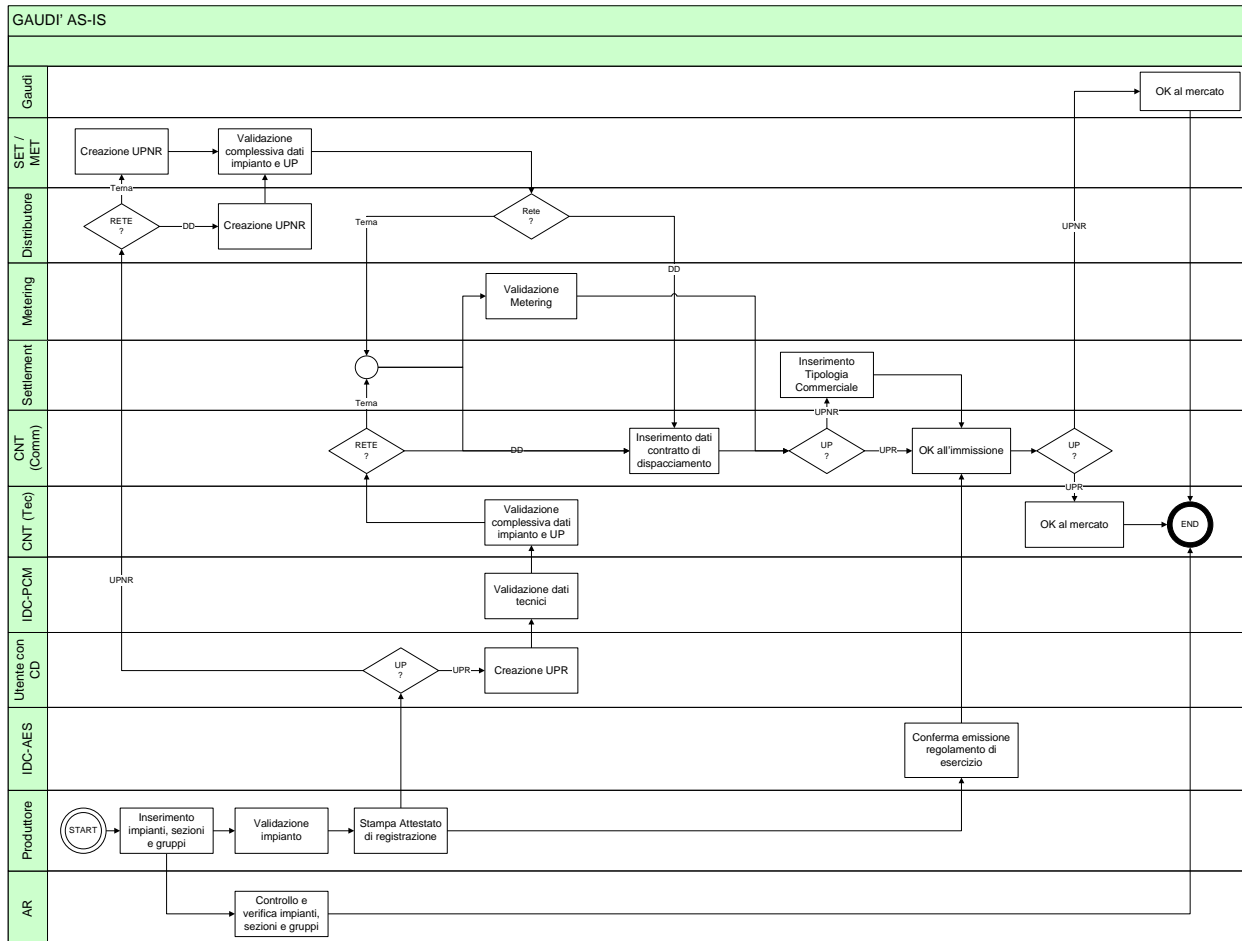 GAUDI' AS-IS
Gaudi
OK al mercato
SET /
MET
Creazione UPNR
Validazione
complessiva dati
impianto e UP
Terna
Distributore
RETE
?
DD
Creazione UPNR
Rete
?
Terna
UPNR
DD
Metering
Validazione
Metering
Settlement
Inserimento
Tipologia
Commerciale
Terna
UPNR
CNT
(Comm)
RETE
?
DD
Inserimento dati
contratto di
dispacciamento
UP
?
UPR
OK all'immissione
UP
?
UPR
CNT (Tec)
Validazione
complessiva dati
impianto e UP
OK al mercato
END
IDC-PCM
UPNR
Validazione dati
tecnici
Utente con
CD
UP
?
UPR
Creazione UPR
IDC-AES
Conferma emissione
regolamento di
esercizio
Produttore
START
Inserimento
impianti, sezioni
e gruppi
Validazione
impianto
Stampa Attestato
di registrazione
AR
Controllo e
verifica impianti,
sezioni e gruppi